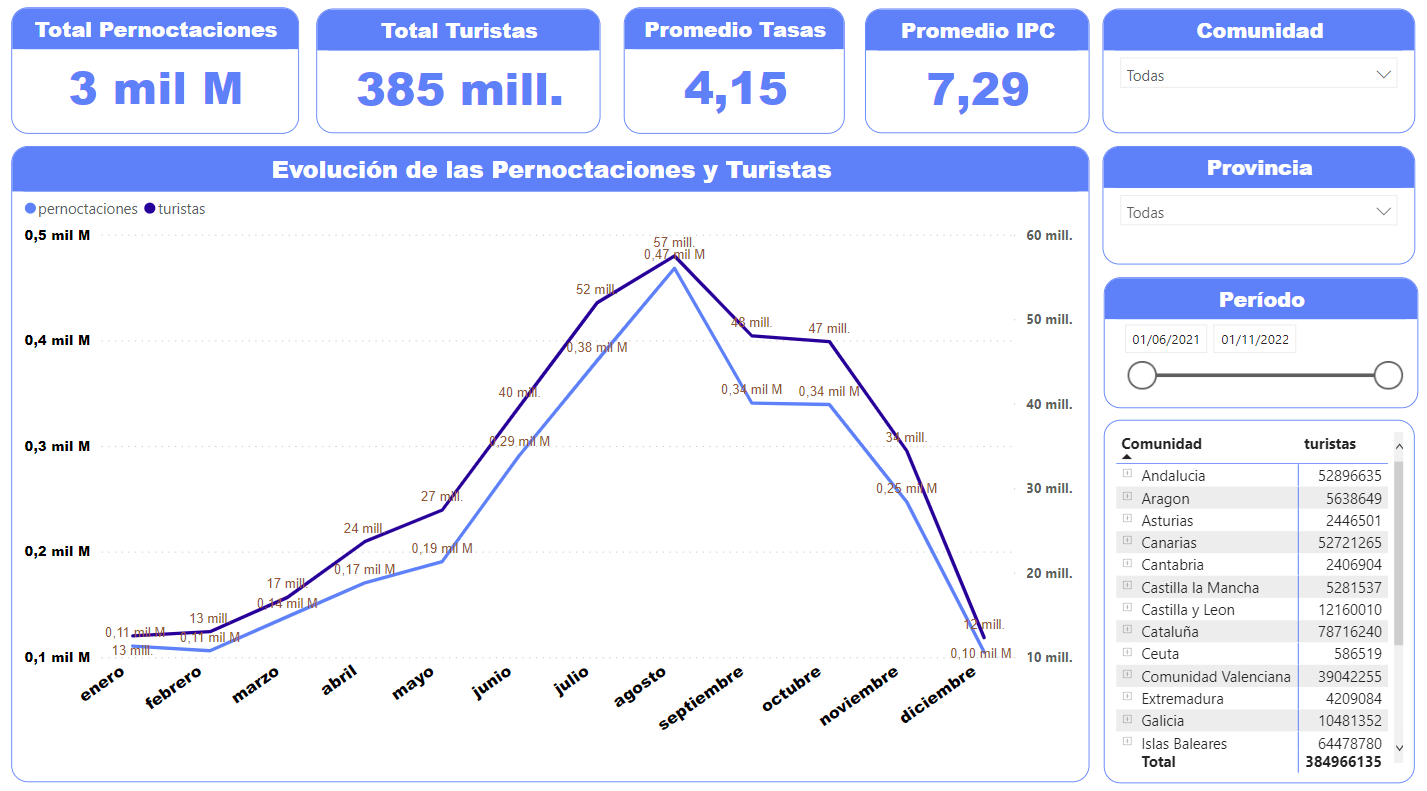 Total Pernoctaciones
3 mil M
Total Turistas
385 mill.
Promedio Tasas
4,15
Promedio IPC
7,29
Comunidad
Todas
Evolución de las Pernoctaciones y Turistas
pernoctaciones turistas
0,5 mil M
0,4 mil M
0,3 mil M
0,2 mil M
0,1 mil M
60 mill.
50 mill.
40 mill.
30 mill.
20 mill.
10 mill.
0,11 mil M
13 mill.
13 mill.
0,11 mil M
17 mill.
0,14 mil M
24 mill.
0,17 mil M
27 mill.
0,19 mil M
40 mill.
0,29 mil M
52 mill.
0,38 mil M
57 mill.
0,47 mil M
48 mill.
0,34 mil M
47 mill.
0,34 mil M
34 mill.
0,25 mil M
12 mill.
0,10 mil M
enero
febrero
marzo
abril
mayo
junio
julio
agosto
septiembre
octubre
noviembre
diciembre
Provincia
Todas
Período
01/06/2021 01/11/2022
Comunidad turistas
Andalucia 52896635
Aragon 5638649
Asturias 2446501
Canarias 52721265
Cantabria 2406904
Castilla la Mancha 5281537
Castilla y Leon 12160010
Cataluña 78716240
Ceuta 586519
Comunidad Valenciana 39042255
Extremadura 4209084
Galicia 10481352
Islas Baleares 64478780
Total 384966135